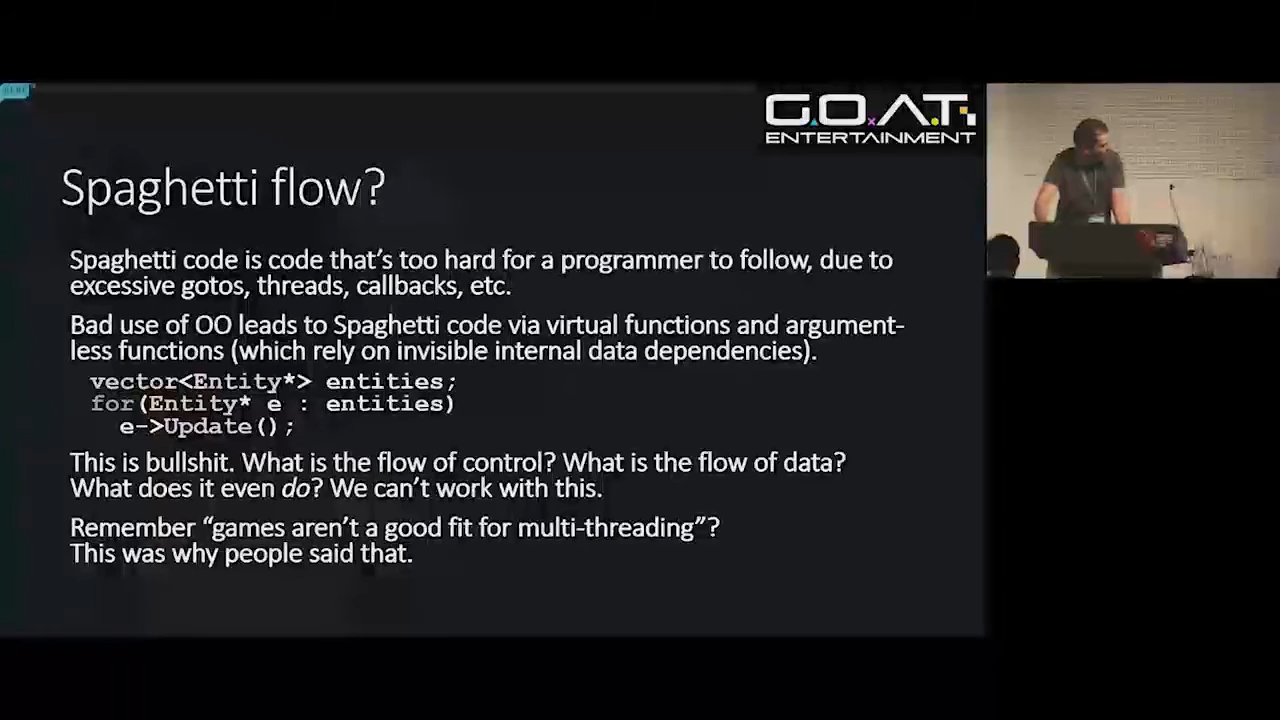 G.O.A.T.
ENTERTAINMENT
Spaghetti flow?
Spaghetti code is code that's too hard for a programmer to follow, due to
excessive gotos, threads, callbacks, etc.
Bad use of OO leads to Spaghetti code via virtual functions and argument-
less functions (which rely on invisible internal data dependencies).
vector<Entity*> entities;
for(Entity* e : entities)
e->Update();
This is bullshit. What is the flow of control? What is the flow of data?
What does it even do? We can't work with this.
Remember “games aren't a good fit for multi-threading”?
This was why people said that.